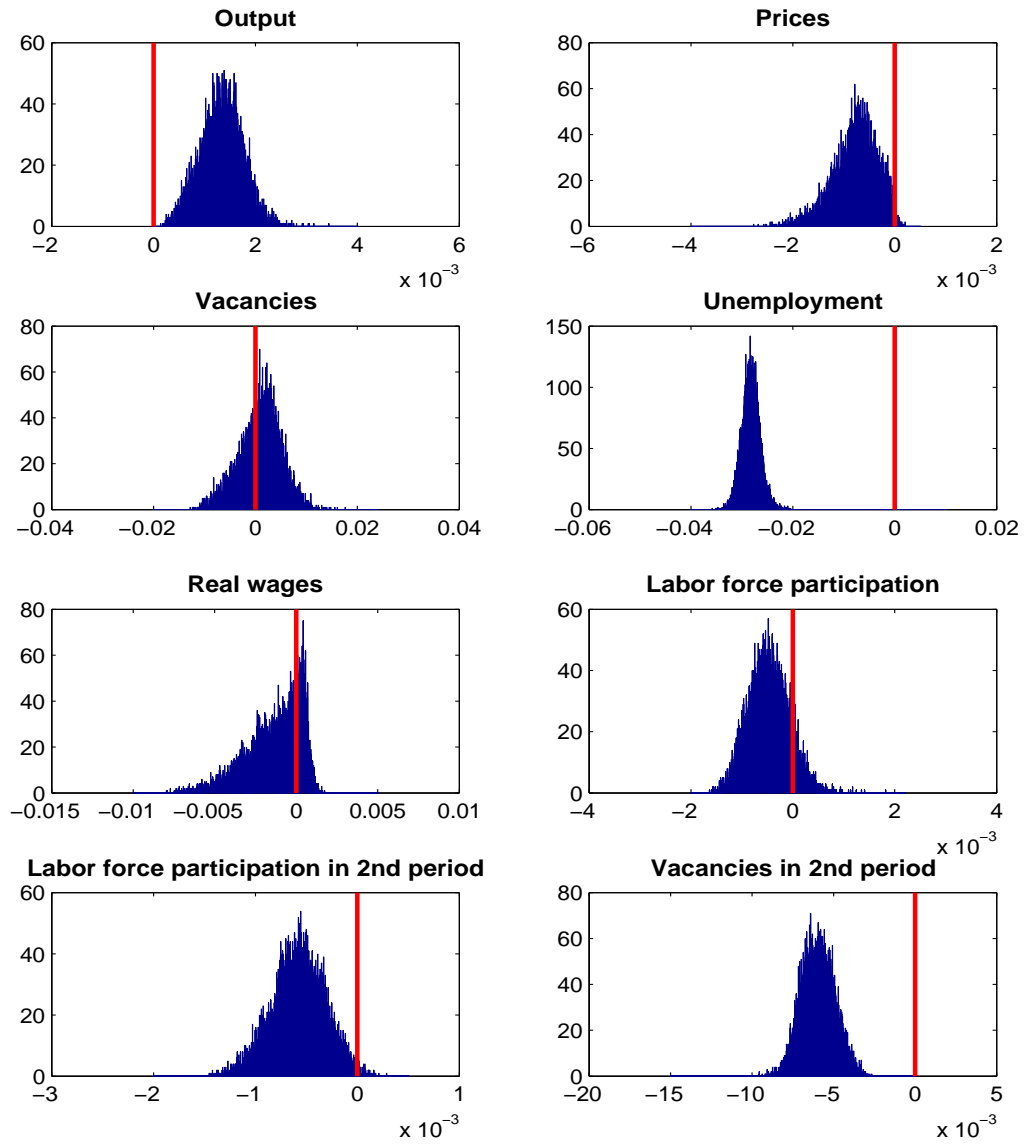 Output
60
40
20
0
−2 0 2 4 6
x 10−3
Prices
80
60
40
20
0
−6 −4 −2 0 2
x 10−3
Vacancies
80
60
40
20
0
−0.04 −0.02 0 0.02 0.04
Unemployment
150
100
50
0
−0.06 −0.04 −0.02 0 0.02
Real wages
80
60
40
20
0
−0.015 −0.01 −0.005 0 0.005 0.01
Labor force participation
60
40
20
0
−4 −2 0 2 4
x 10−3
Labor force participation in 2nd period
60
40
20
0
−3 −2 −1 0 1
x 10−3
Vacancies in 2nd period
80
60
40
20
0
−20 −15 −10 −5 0 5
x 10−3